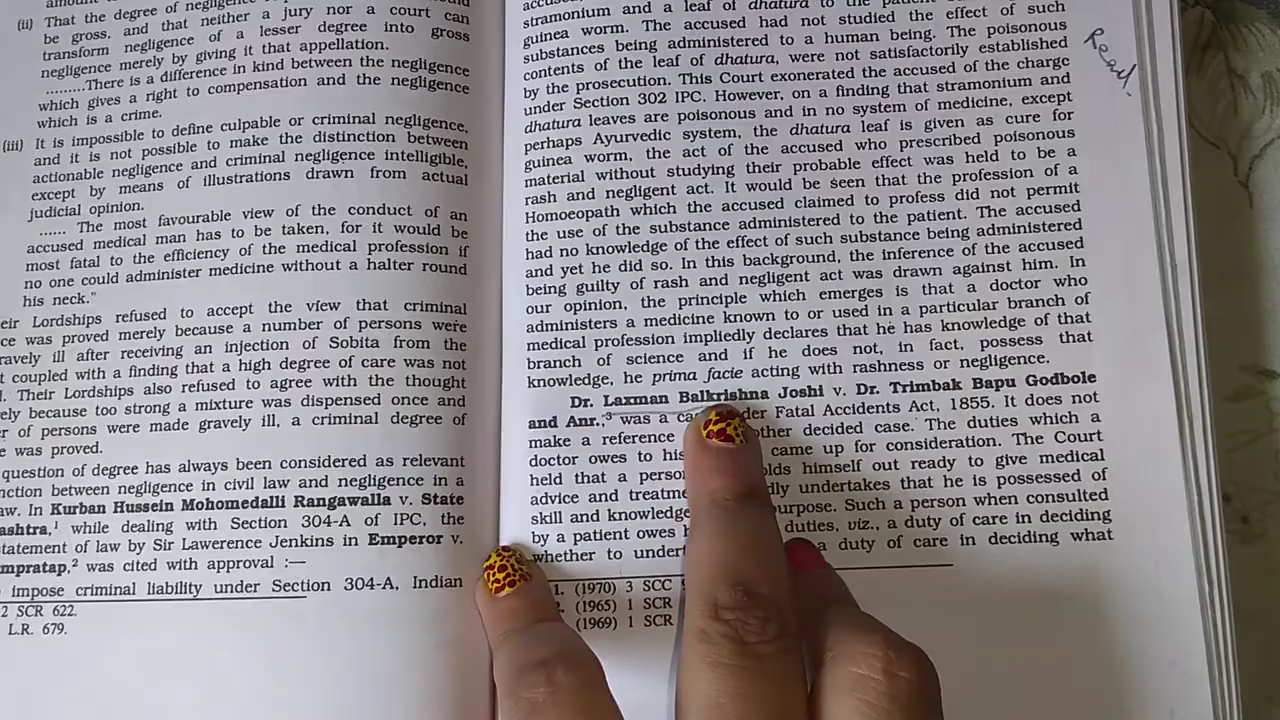 (ii) That the degree of negligence
be gross, and that neither a jury nor a court can
transform negligence of a lesser degree into gross
negligence merely by giving it that appellation.
.........There is a difference in kind between the negligence
which gives a right to compensation and the negligence
which is a crime.
(iii) It is impossible to define culpable or criminal negligence,
and it is not possible to make the distinction between
actionable negligence and criminal negligence intelligible,
except by means of illustrations drawn from actual
judicial opinion.
...... The most favourable view of the conduct of an
accused medical man has to be taken, for it would be
most fatal to the efficiency of the medical profession if
no one could administer medicine without a halter round
his neck."
eir Lordships refused to accept the view that criminal
ce was proved merely because a number of persons were
ravely ill after receiving an injection of Sobita from the
t coupled with a finding that a high degree of care was not
. Their Lordships also refused to agree with the thought
ely because too strong a mixture was dispensed once and
r of persons were made gravely ill, a criminal degree of
e was proved.
question of degree has always been considered as relevant
nction between negligence in civil law and negligence in a
aw. In Kurban Hussein Mohomedalli Rangawalla v. State
ashtra,1 while dealing with Section 304-A of IPC, the
tatement of law by Sir Lawerence Jenkins in Emperor v.
mpratap,2 was cited with approval :—
impose criminal liability under Section 304-A, Indian
2 SCR 622.
L.R. 679.
stramonium and a leaf of dhatura to the patient
guinea worm. The accused had not studied the effect of such
substances being administered to a human being. The poisonous
contents of the leaf of dhatura, were not satisfactorily established
by the prosecution. This Court exonerated the accused of the charge
under Section 302 IPC. However, on a finding that stramonium and
dhatura leaves are poisonous and in no system of medicine, except
perhaps Ayurvedic system, the dhatura leaf is given as cure for
guinea worm, the act of the accused who prescribed poisonous
material without studying their probable effect was held to be a
rash and negligent act. It would be seen that the profession of a
Homoeopath which the accused claimed to profess did not permit
the use of the substance administered to the patient. The accused
had no knowledge of the effect of such substance being administered
and yet he did so. In this background, the inference of the accused
being guilty of rash and negligent act was drawn against him. In
our opinion, the principle which emerges is that a doctor who
administers a medicine known to or used in a particular branch of
medical profession impliedly declares that he has knowledge of that
branch of science and if he does not, in fact, possess that
knowledge, he prima facie acting with rashness or negligence.
Dr. Laxman Balkrishna Joshi v. Dr. Trimbak Bapu Godbole
and Anr.,3 was a ca der Fatal Accidents Act, 1855. It does not
make a reference other decided case. The duties which a
doctor owes to his came up for consideration. The Court
held that a person olds himself out ready to give medical
advice and treatme dly undertakes that he is possessed of
skill and knowledge urpose. Such a person when consulted
by a patient owes h duties, viz., a duty of care in deciding
whether to undert a duty of care in deciding what
1. (1970) 3 SCC
(1965) 1 SCR
(1969) 1 SCR
Read.